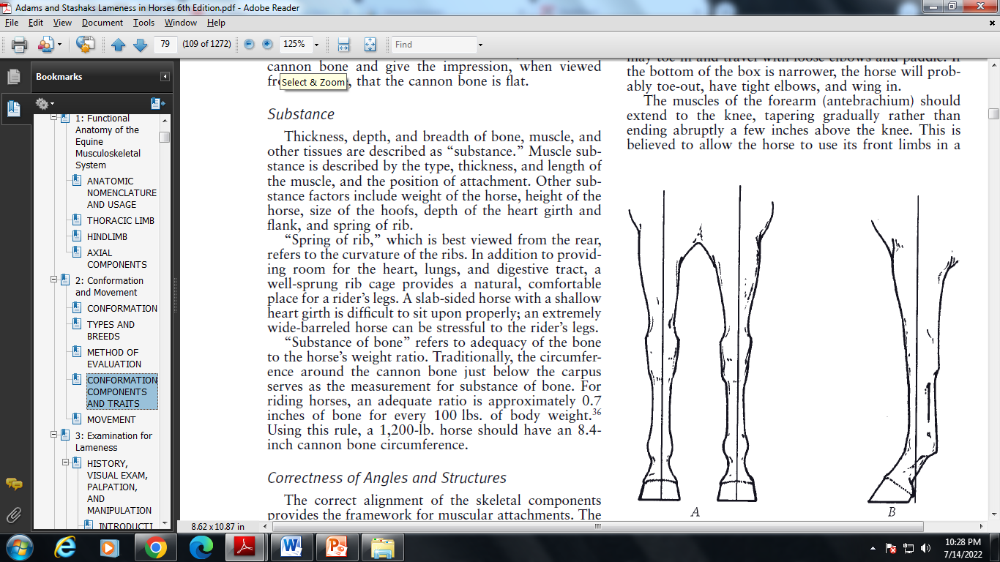 Adams and Stashaks Lameness in Horses 6th Edition.pdf - Adobe Reader
File Edit View Document Tools Window Help
79 (109 of 1272) 125% Find
Bookmarks
1: Functional
Anatomy of the
Equine
Musculoskeletal
System
ANATOMIC
NOMENCLATURE
AND USAGE
THORACIC LIMB
HINDLIMB
AXIAL
COMPONENTS
2: Conformation
and Movement
CONFORMATION
TYPES AND
BREEDS
METHOD OF
EVALUATION
CONFORMATION
COMPONENTS
AND TRAITS
MOVEMENT
3: Examination for
Lameness
HISTORY,
VISUAL EXAM,
PALPATION,
AND
MANIPULATION
INTRODUCTI
cannon bone and give the impression, when viewed
Select & Zoom , that the cannon bone is flat.
Substance
Thickness, depth, and breadth of bone, muscle, and
other tissues are described as “substance.” Muscle sub-
stance is described by the type, thickness, and length of
the muscle, and the position of attachment. Other sub-
stance factors include weight of the horse, height of the
horse, size of the hoofs, depth of the heart girth and
flank, and spring of rib.
“Spring of rib,” which is best viewed from the rear,
refers to the curvature of the ribs. In addition to provid-
ing room for the heart, lungs, and digestive tract, a
well-sprung rib cage provides a natural, comfortable
place for a rider’s legs. A slab-sided horse with a shallow
heart girth is difficult to sit upon properly; an extremely
wide-barreled horse can be stressful to the rider’s legs.
“Substance of bone” refers to adequacy of the bone
to the horse’s weight ratio. Traditionally, the circumfer-
ence around the cannon bone just below the carpus
serves as the measurement for substance of bone. For
riding horses, an adequate ratio is approximately 0.7
inches of bone for every 100 lbs. of body weight.36
Using this rule, a 1,200-lb. horse should have an 8.4-
inch cannon bone circumference.
Correctness of Angles and Structures
The correct alignment of the skeletal components
provides the framework for muscular attachments. The
may toe in and travel with loose elbows and paddle. If
the bottom of the box is narrower, the horse will prob-
ably toe-out, have tight elbows, and wing in.
The muscles of the forearm (antebrachium) should
extend to the knee, tapering gradually rather than
ending abruptly a few inches above the knee. This is
believed to allow the horse to use its front limbs in a
A B
8.62 x 10.87 in
10:28 PM
7/14/2022